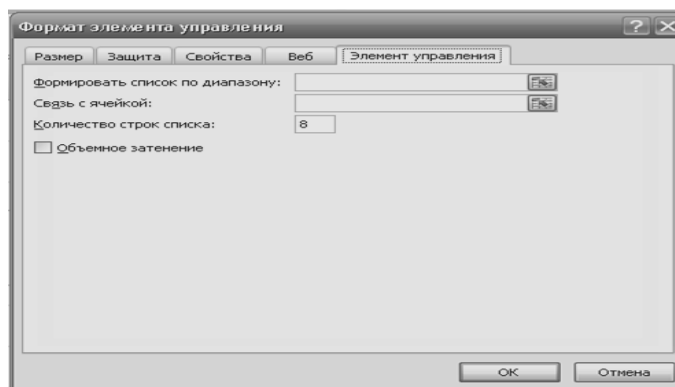 Формат элемента управления
Размер Защита Свойства Веб Элемент управления
Формировать список по диапазону:
Связь с ячейкой:
Количество строк списка: 8
Объемное затенение
ОК Отмена